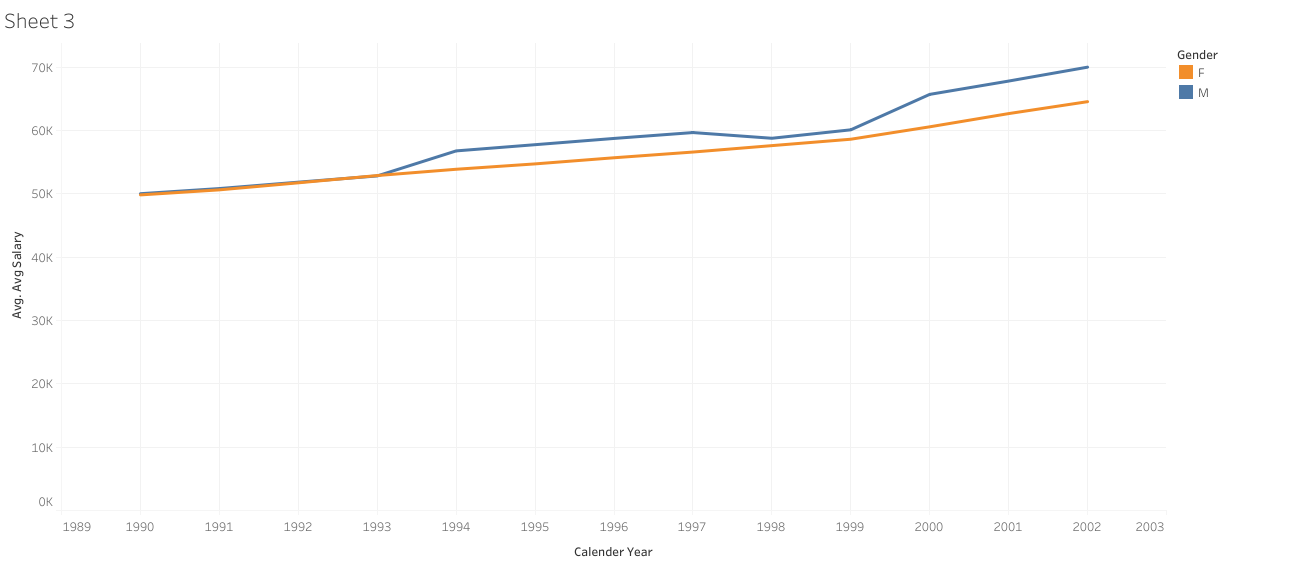 Sheet 3
Gender
F
M
70K
60K
50K
40K
30K
20K
10K
0K
Avg. Avg Salary
1989 1990 1991 1992 1993 1994 1995 1996 1997 1998 1999 2000 2001 2002 2003
Calender Year